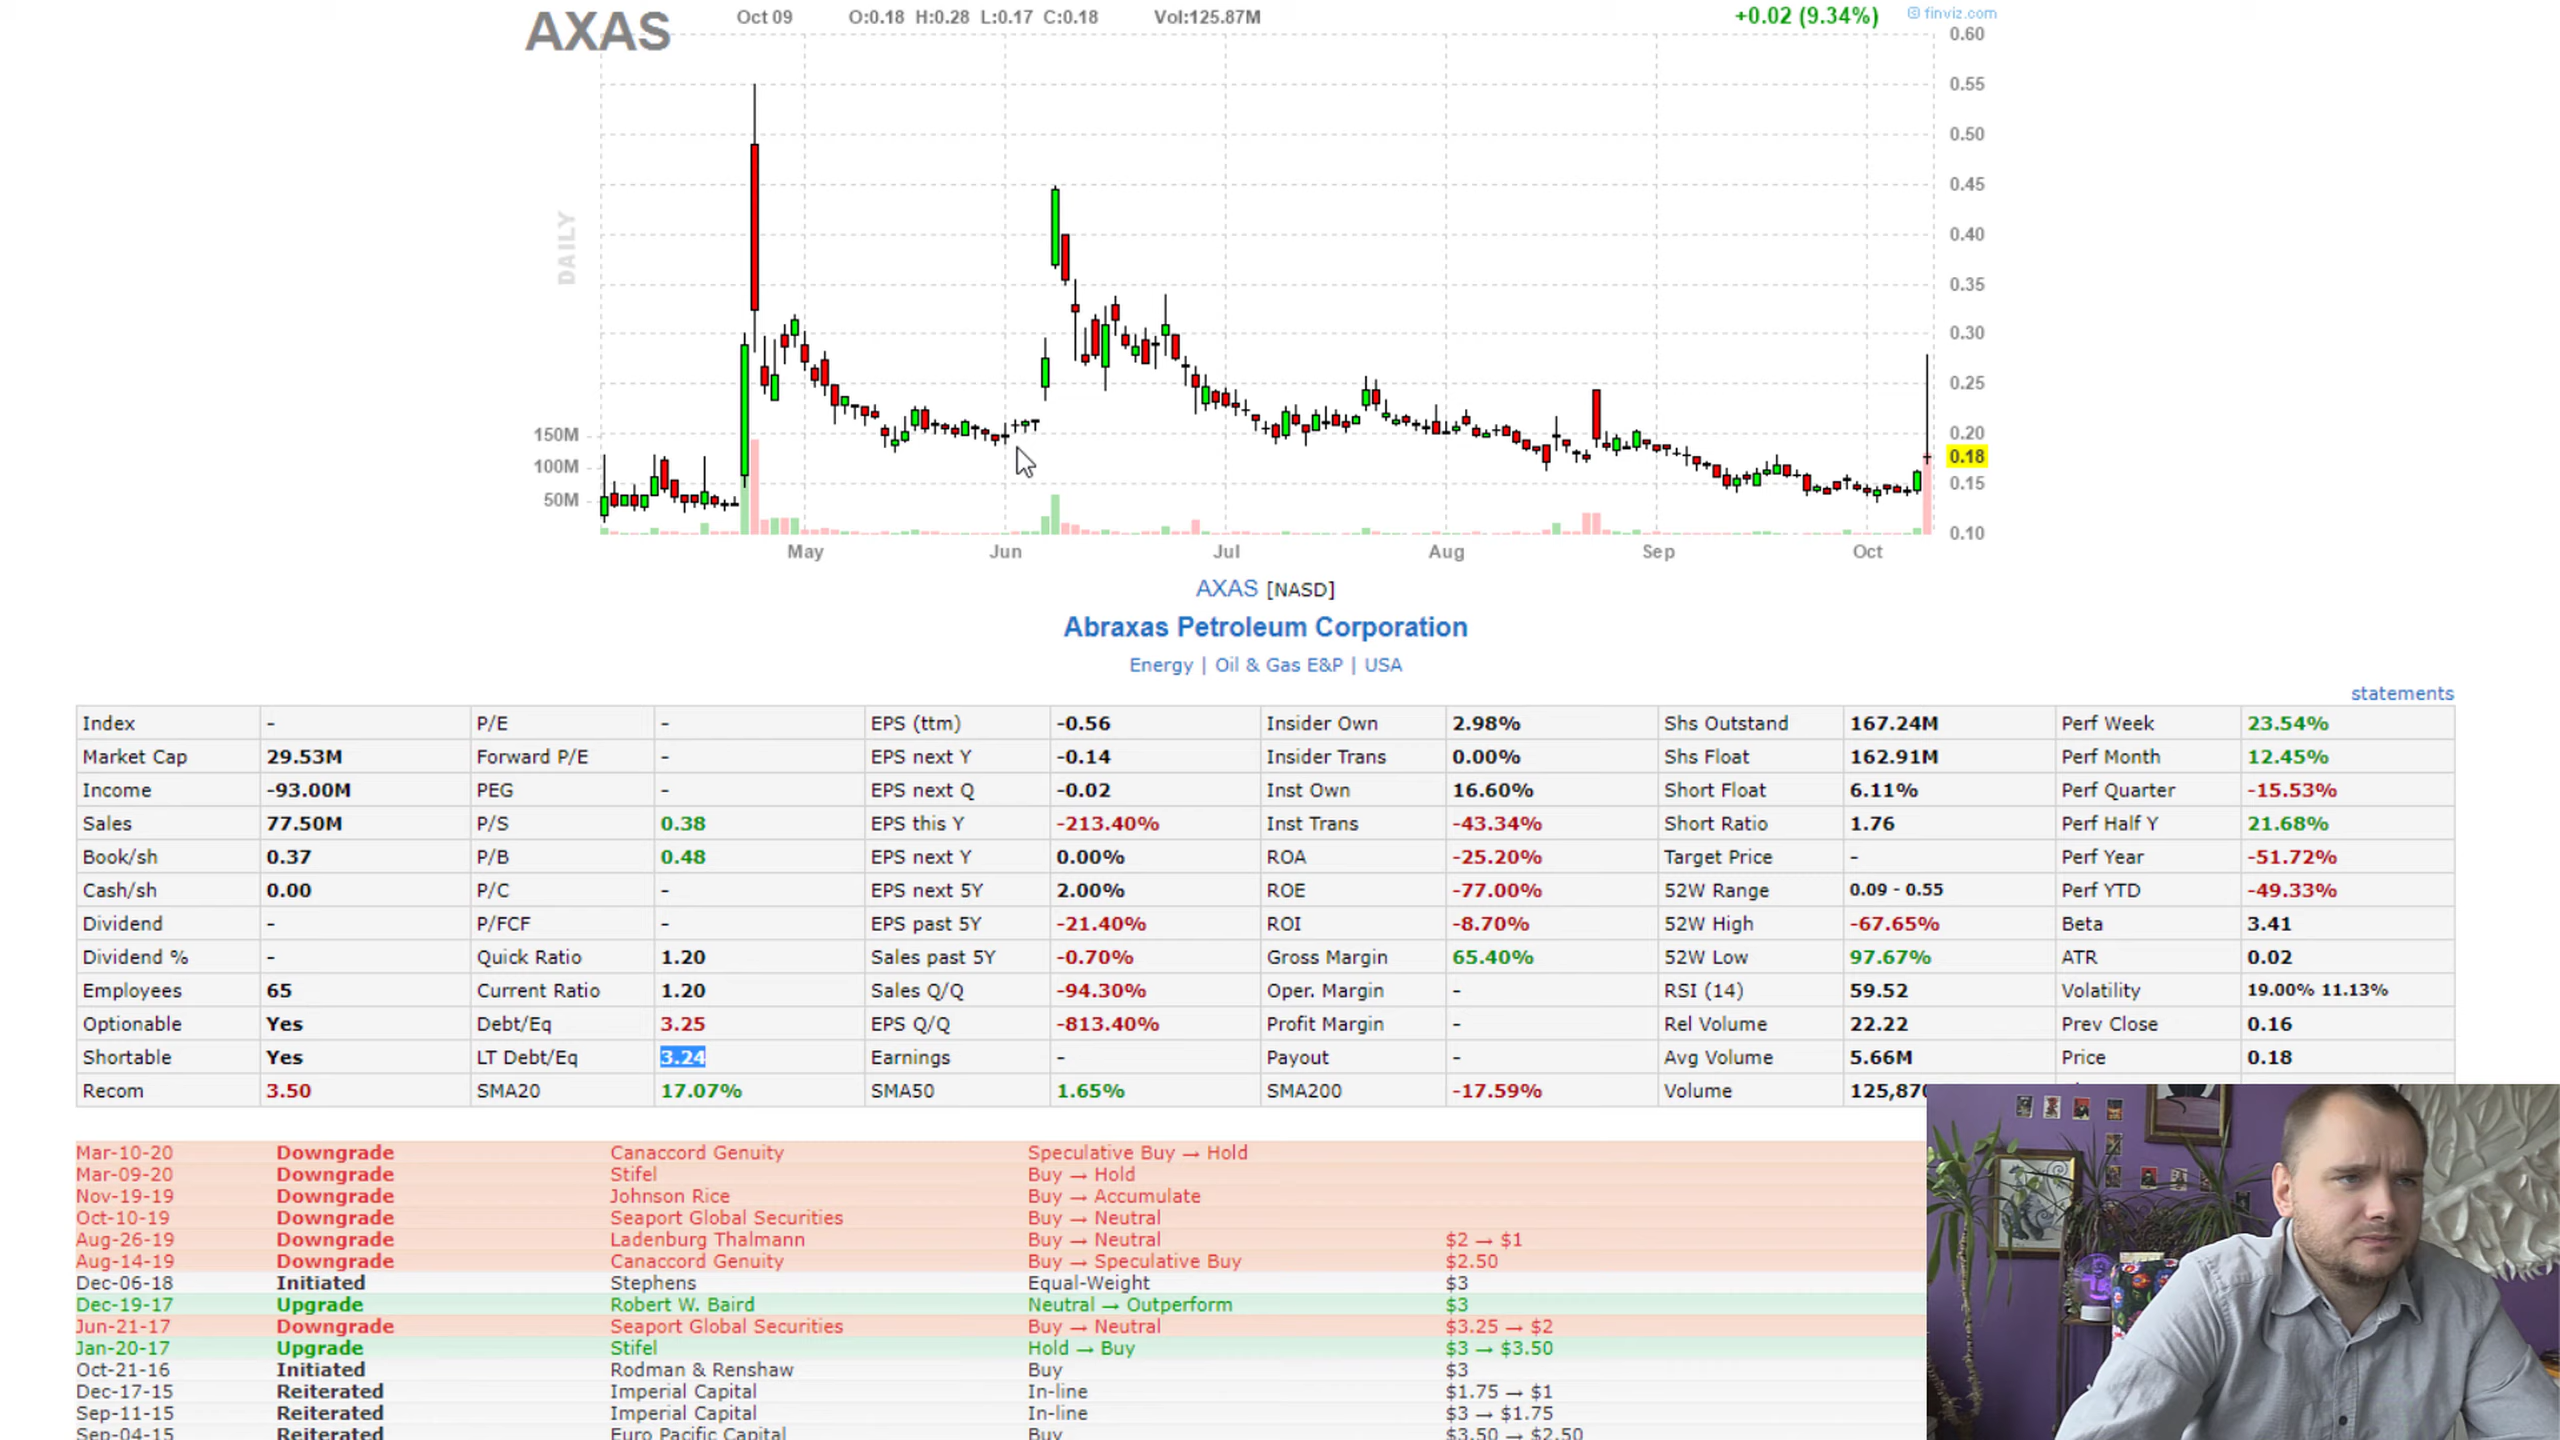 AXAS Oct 09 O:0.18 H:0.28 L:0.17 C:0.18 Vol:125.87M +0.02 (9.34%) © finviz.com
0.60
0.55
0.50
0.45
0.40
0.35
0.30
0.25
0.20
0.18
0.15
0.10
DAILY
150M
100M
50M
May Jun Jul Aug Sep Oct
AXAS [NASD]
Abraxas Petroleum Corporation
Energy | Oil & Gas E&P | USA
statements
Index - P/E - EPS (ttm) -0.56 Insider Own 2.98% Shs Outstand 167.24M Perf Week 23.54%
Market Cap 29.53M Forward P/E - EPS next Y -0.14 Insider Trans 0.00% Shs Float 162.91M Perf Month 12.45%
Income -93.00M PEG - EPS next Q -0.02 Inst Own 16.60% Short Float 6.11% Perf Quarter -15.53%
Sales 77.50M P/S 0.38 EPS this Y -213.40% Inst Trans -43.34% Short Ratio 1.76 Perf Half Y 21.68%
Book/sh 0.37 P/B 0.48 EPS next Y 0.00% ROA -25.20% Target Price - Perf Year -51.72%
Cash/sh 0.00 P/C - EPS next 5Y 2.00% ROE -77.00% 52W Range 0.09 - 0.55 Perf YTD -49.33%
Dividend - P/FCF - EPS past 5Y -21.40% ROI -8.70% 52W High -67.65% Beta 3.41
Dividend % - Quick Ratio 1.20 Sales past 5Y -0.70% Gross Margin 65.40% 52W Low 97.67% ATR 0.02
Employees 65 Current Ratio 1.20 Sales Q/Q -94.30% Oper. Margin - RSI (14) 59.52 Volatility 19.00% 11.13%
Optionable Yes Debt/Eq 3.25 EPS Q/Q -813.40% Profit Margin - Rel Volume 22.22 Prev Close 0.16
Shortable Yes LT Debt/Eq 3.24 Earnings - Payout - Avg Volume 5.66M Price 0.18
Recom 3.50 SMA20 17.07% SMA50 1.65% SMA200 -17.59% Volume 125,870
Mar-10-20 Downgrade Canaccord Genuity Speculative Buy → Hold
Mar-09-20 Downgrade Stifel Buy → Hold
Nov-19-19 Downgrade Johnson Rice Buy → Accumulate
Oct-10-19 Downgrade Seaport Global Securities Buy → Neutral
Aug-26-19 Downgrade Ladenburg Thalmann Buy → Neutral $2 → $1
Aug-14-19 Downgrade Canaccord Genuity Buy → Speculative Buy $2.50
Dec-06-18 Initiated Stephens Equal-Weight $3
Dec-19-17 Upgrade Robert W. Baird Neutral → Outperform $3
Jun-21-17 Downgrade Seaport Global Securities Buy → Neutral $3.25 → $2
Jan-20-17 Upgrade Stifel Hold → Buy $3 → $3.50
Oct-21-16 Initiated Rodman & Renshaw Buy $3
Dec-17-15 Reiterated Imperial Capital In-line $1.75 → $1
Sep-11-15 Reiterated Imperial Capital In-line $3 → $1.75
Sep-04-15 Reiterated Euro Pacific Capital Buy $3.50 → $2.50